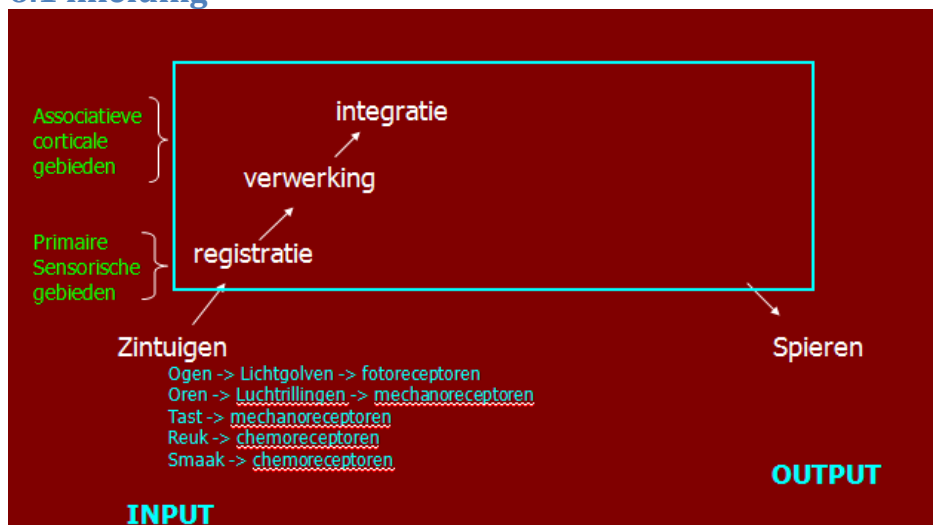 integratie
Associatieve
corticale
gebieden
verwerking
Primaire
Sensorische
gebieden
registratie
Zintuigen
Spieren
Ogen -> Lichtgolven -> fotoreceptoren
Oren -> Luchtrillingen -> mechanoreceptoren
Tast -> mechanoreceptoren
Reuk -> chemoreceptoren
Smaak -> chemoreceptoren
OUTPUT
INPUT